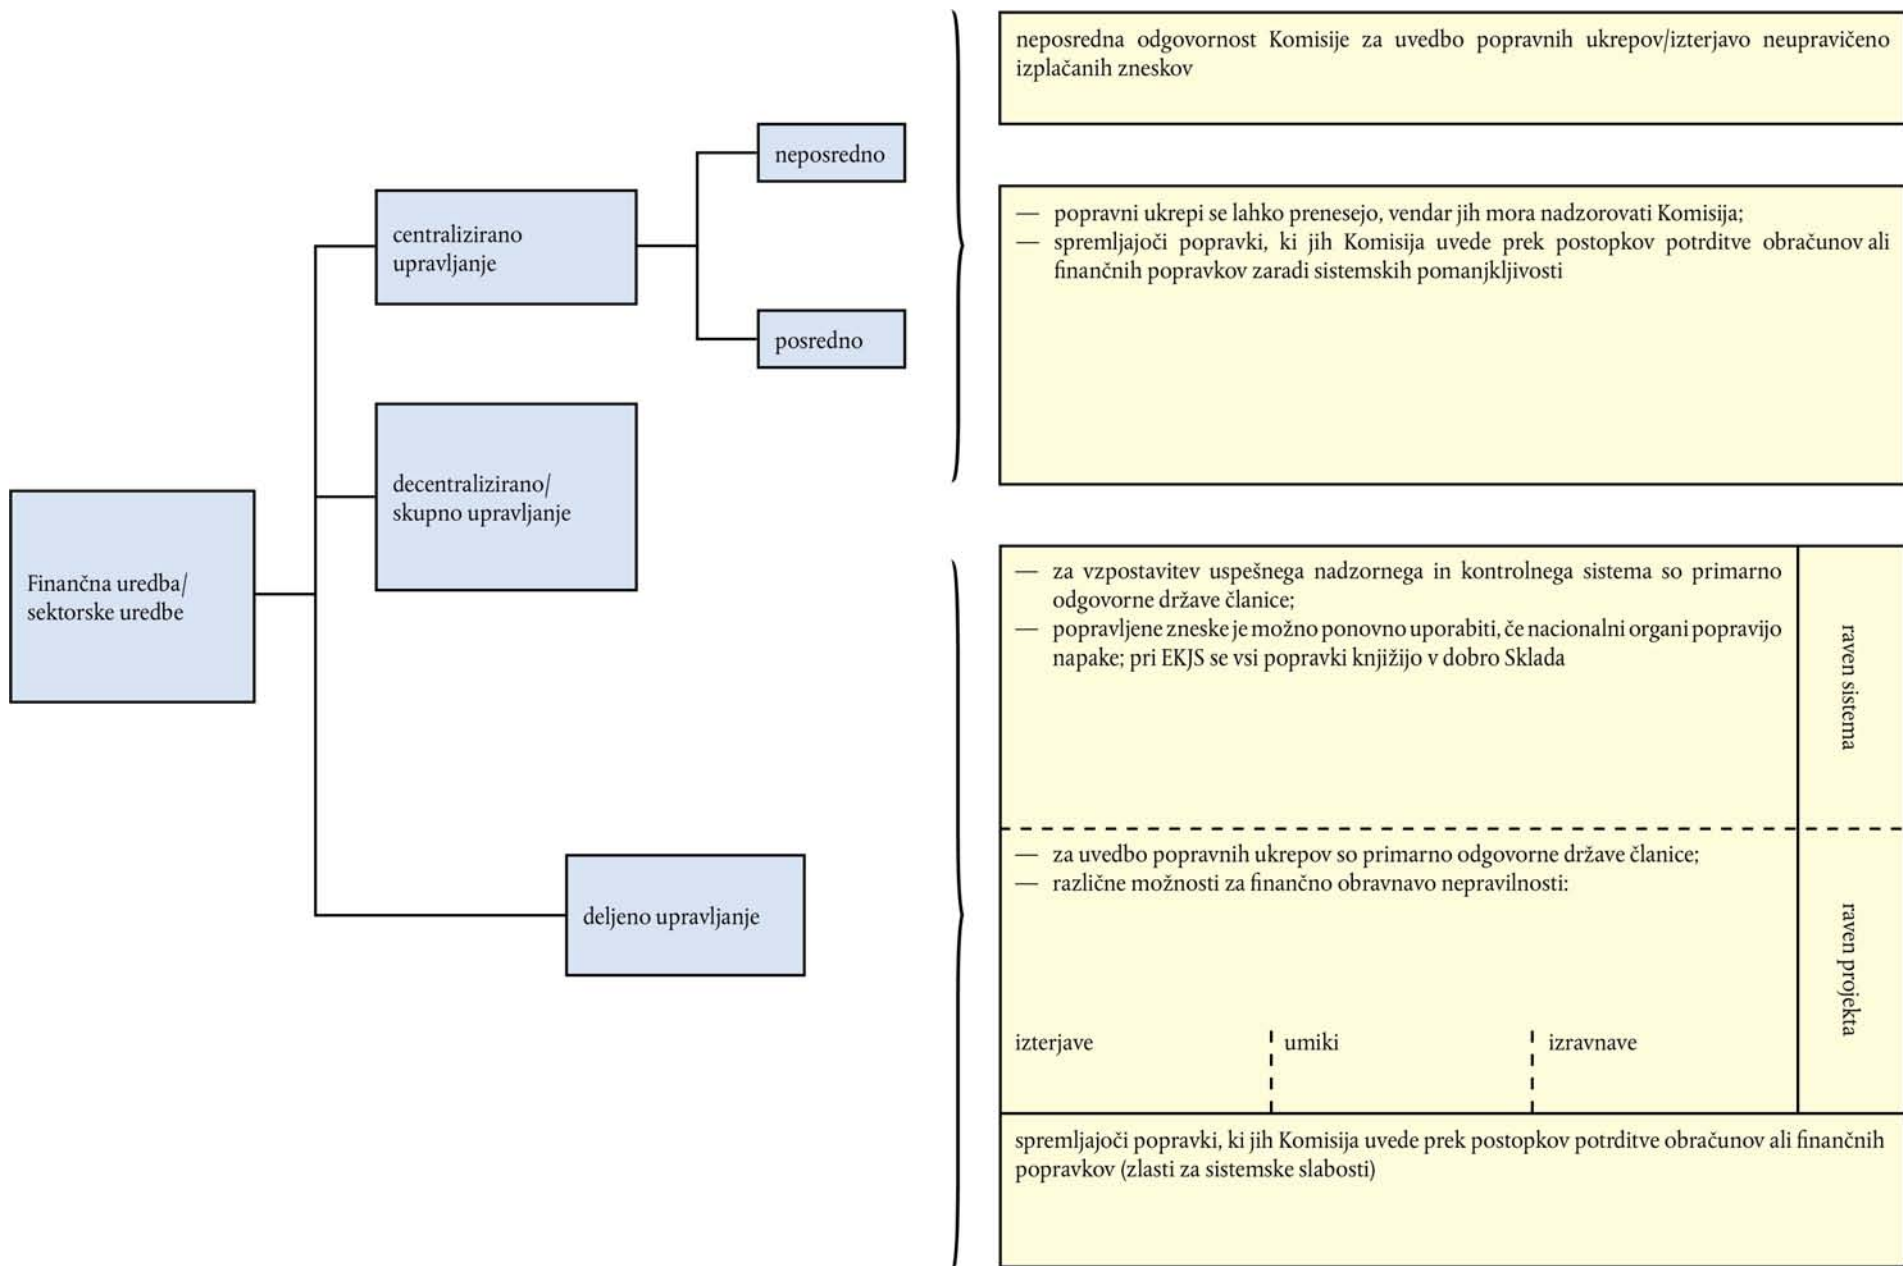 Finančna uredba/
sektorske uredbe
centralizirano
upravljanje
neposredno
posredno
decentralizirano/
skupno upravljanje
deljeno upravljanje
neposredna odgovornost Komisije za uvedbo popravnih ukrepov/izterjavo neupravičeno
izplačanih zneskov
— popravni ukrepi se lahko prenesejo, vendar jih mora nadzorovati Komisija;
— spremljajoči popravki, ki jih Komisija uvede prek postopkov potrditve obračunov ali
finančnih popravkov zaradi sistemskih pomanjkljivosti
— za vzpostavitev uspešnega nadzornega in kontrolnega sistema so primarno
odgovorne države članice;
— popravljene zneske je možno ponovno uporabiti, če nacionalni organi popravijo
napake; pri EKJS se vsi popravki knjižijo v dobro Sklada
raven sistema
— za uvedbo popravnih ukrepov so primarno odgovorne države članice;
— različne možnosti za finančno obravnavo nepravilnosti:
izterjave
umiki
izravnave
raven projekta
spremljajoči popravki, ki jih Komisija uvede prek postopkov potrditve obračunov ali finančnih
popravkov (zlasti za sistemske slabosti)